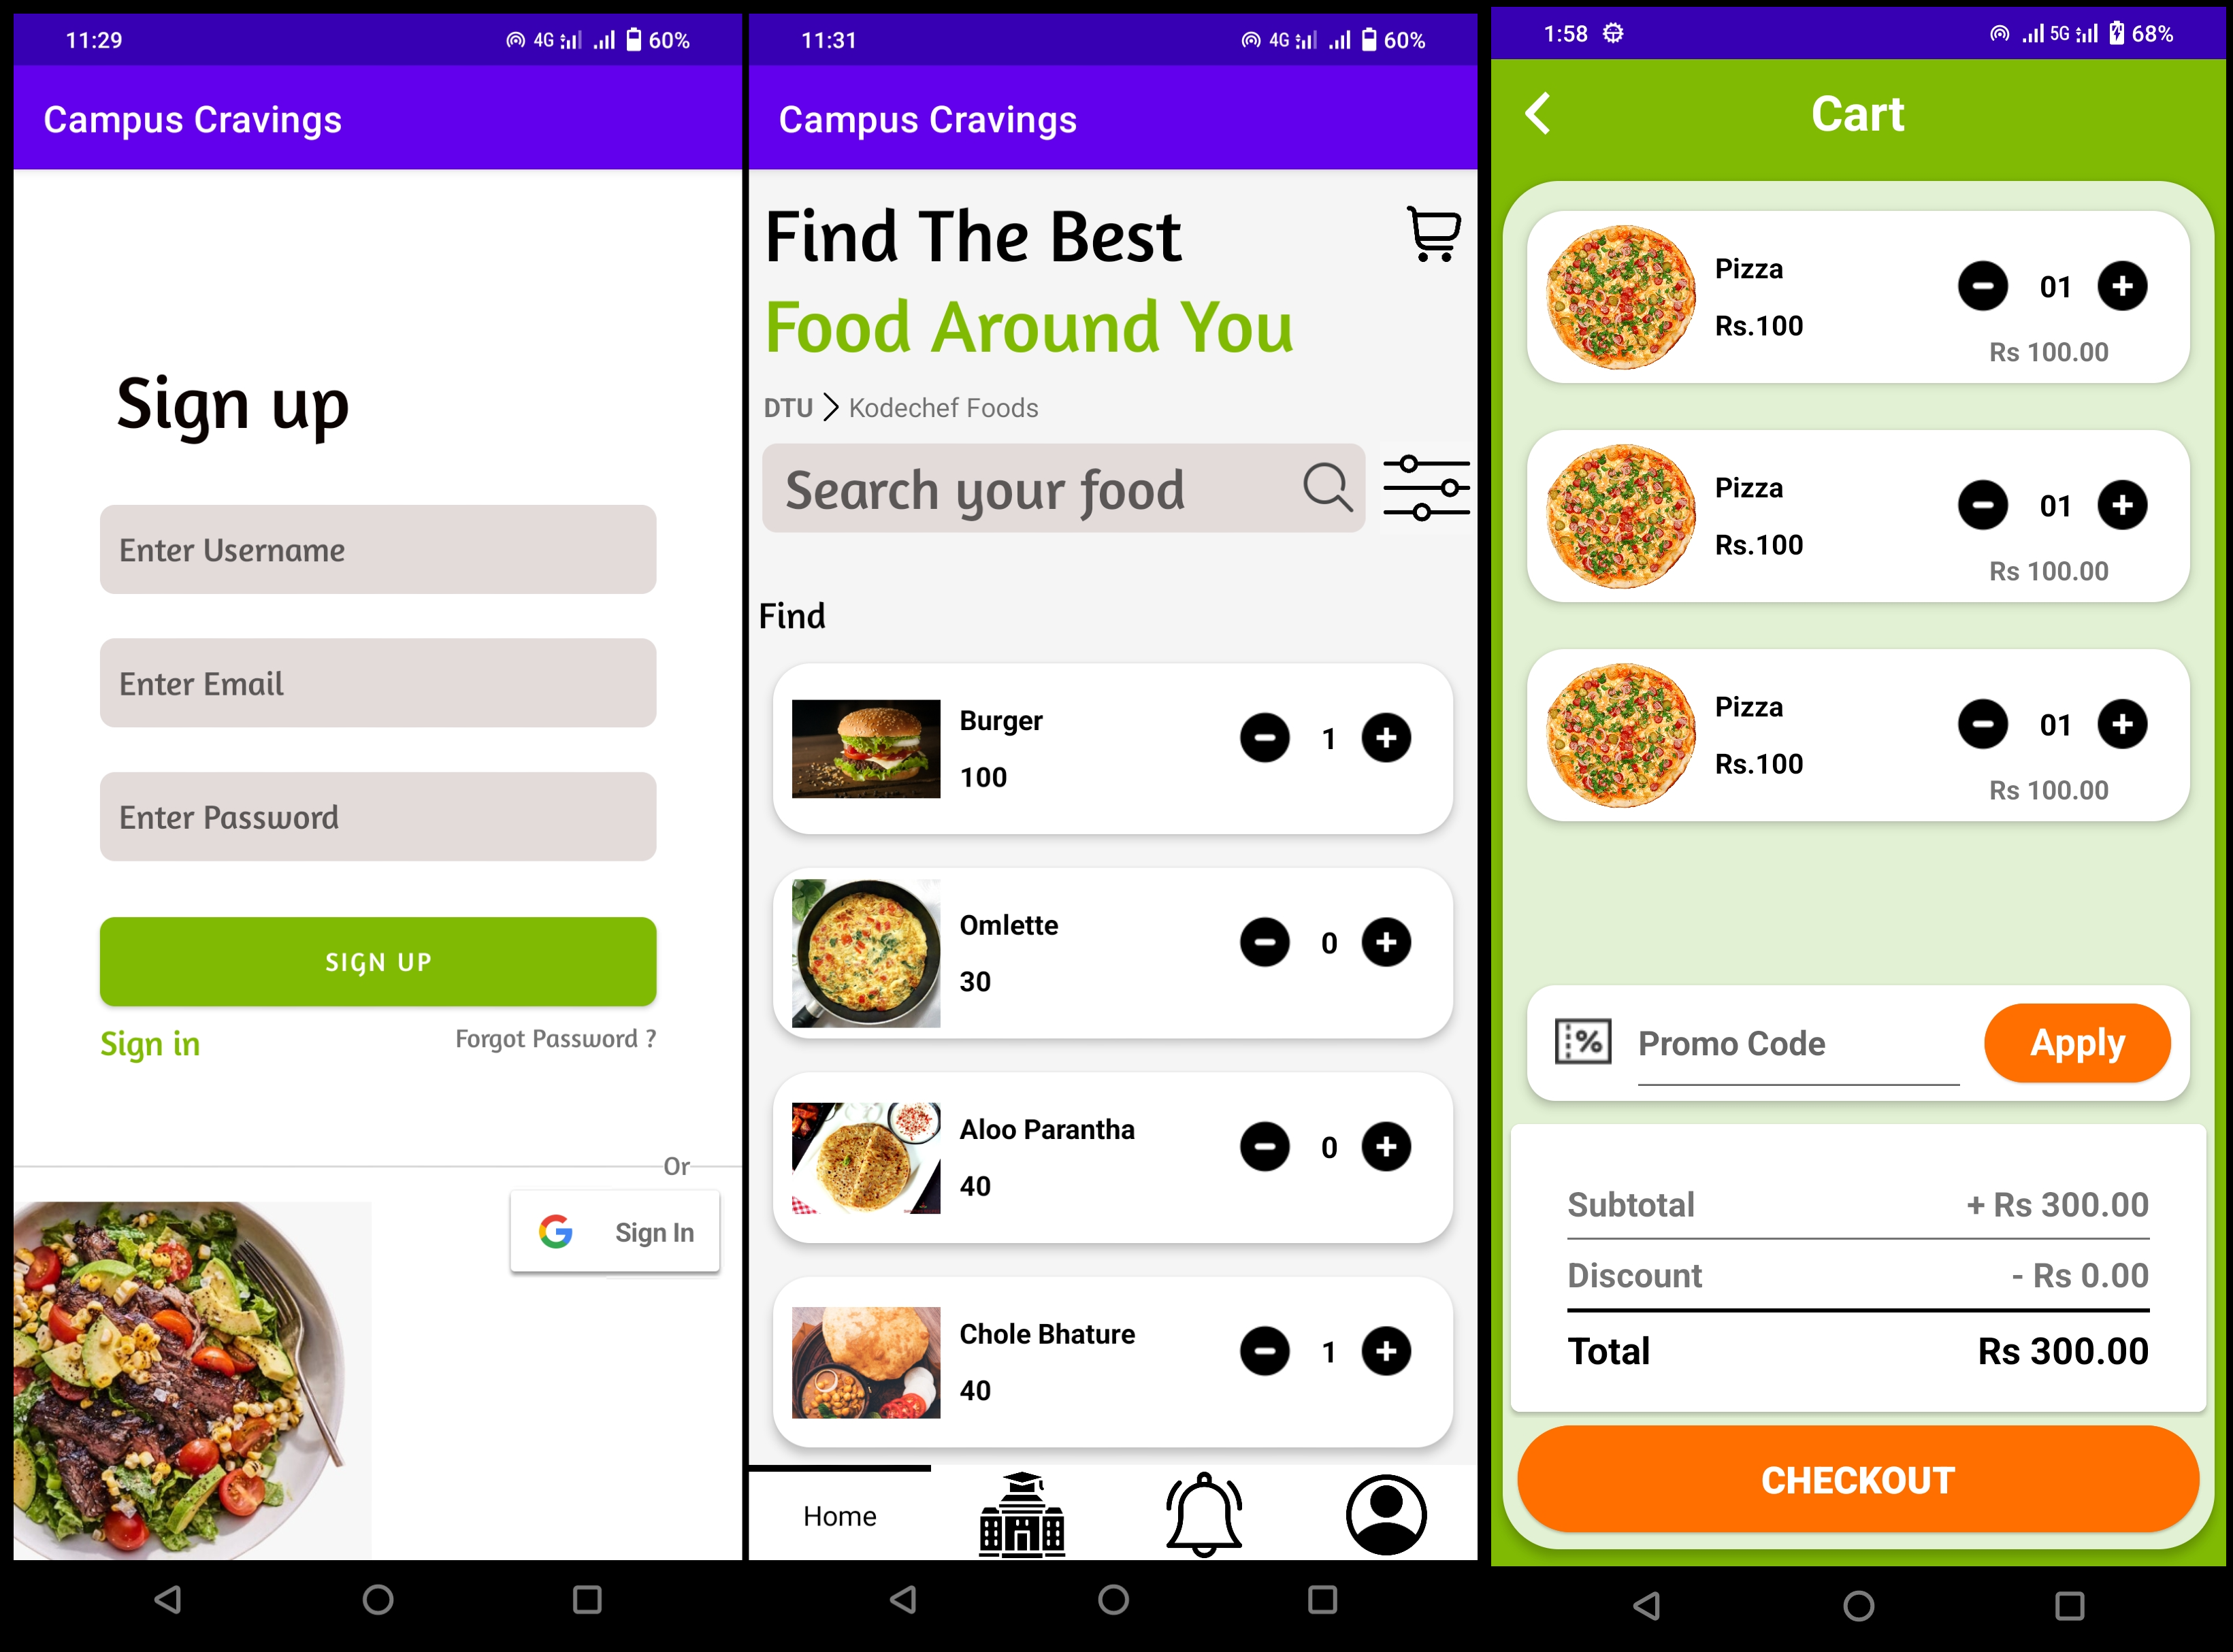 11:29 4G 60%
Campus Cravings
Sign up
Enter Username
Enter Email
Enter Password
SIGN UP
Sign in Forgot Password ?
Or
G Sign In
11:31 4G 60%
Campus Cravings
Find The Best
Food Around You
DTU Kodechef Foods
Search your food
Find
Burger
100
1
Omlette
30
0
Aloo Parantha
40
0
Chole Bhature
40
1
Home
1:58 5G 68%
Cart
Pizza
Rs.100
01
Rs 100.00
Pizza
Rs.100
01
Rs 100.00
Pizza
Rs.100
01
Rs 100.00
% Promo Code Apply
Subtotal + Rs 300.00
Discount - Rs 0.00
Total Rs 300.00
CHECKOUT